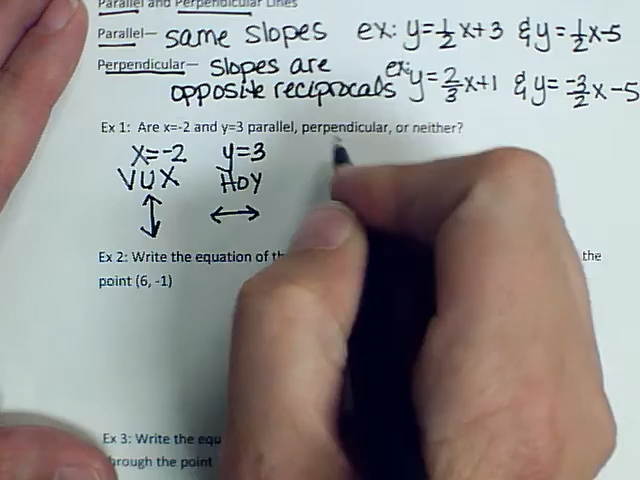 Parallel and Perpendicular Lines
Parallel— same slopes ex: y=1/2x+3 & y=1/2x-5
Perpendicular— slopes are opposite reciprocals ex: y=2/3x+1 & y=-3/2x-5
Ex 1: Are x=-2 and y=3 parallel, perpendicular, or neither?
x=-2 y=3
VUX HOY
Ex 2: Write the equation of the
point (6, -1)
Ex 3: Write the equ
through the point